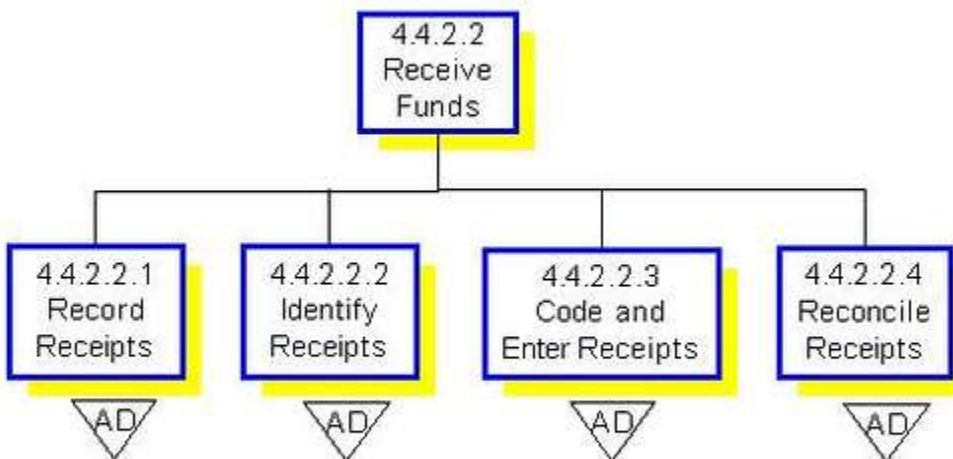 4.4.2.2
Receive
Funds
4.4.2.2.1
Record
Receipts
4.4.2.2.2
Identify
Receipts
4.4.2.2.3
Code and
Enter Receipts
4.4.2.2.4
Reconcile
Receipts
AD
AD
AD
AD